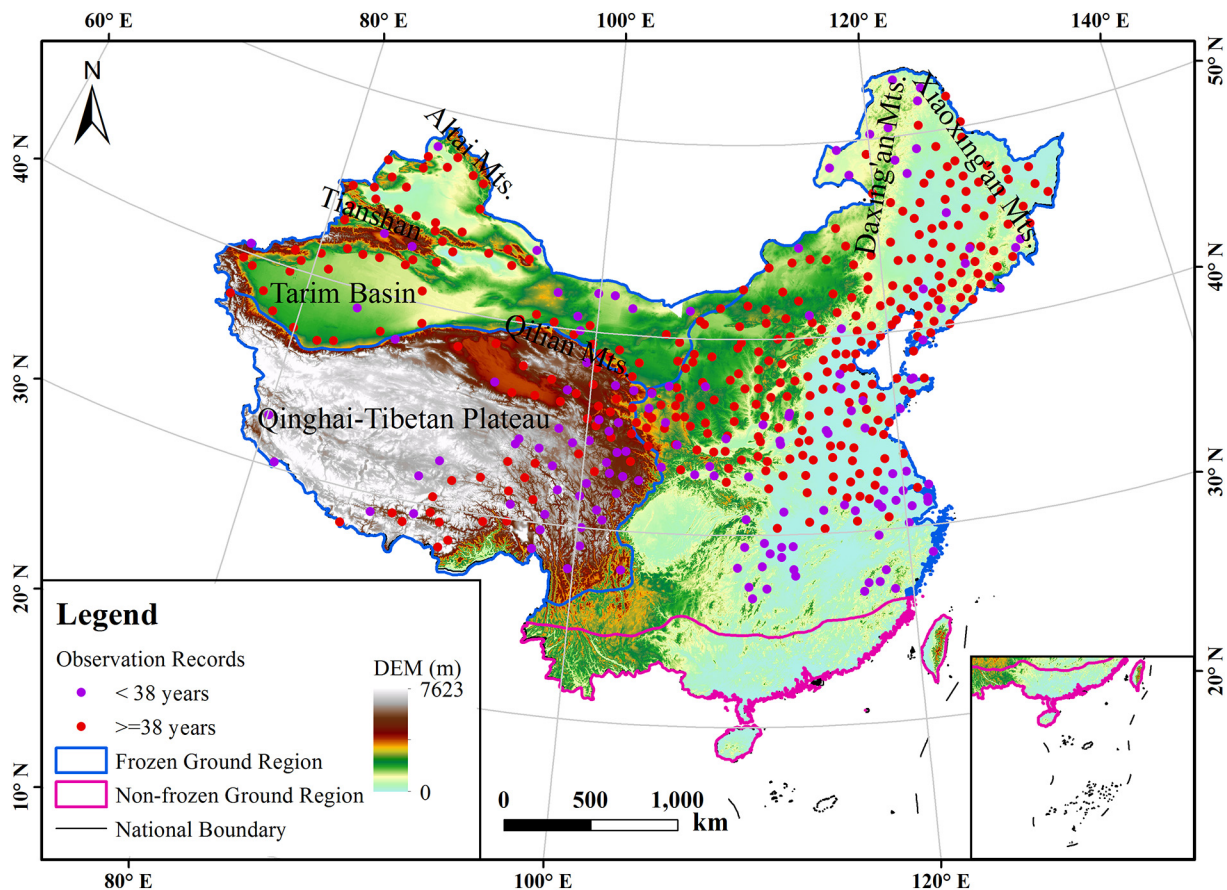 60° E
80° E
100° E
120° E
140° E
50° N
40° N
30° N
20° N
10° N
40° N
30° N
20° N
N
Altai Mts.
Tianshan
Tarim Basin
Qilian Mts.
Qinghai-Tibetan Plateau
Daxing'an Mts.
Xiaoxing'an Mts.
Legend
Observation Records
< 38 years
>=38 years
Frozen Ground Region
Non-frozen Ground Region
National Boundary
DEM (m)
7623
0
0 500 1,000
km
80° E
100° E
120° E